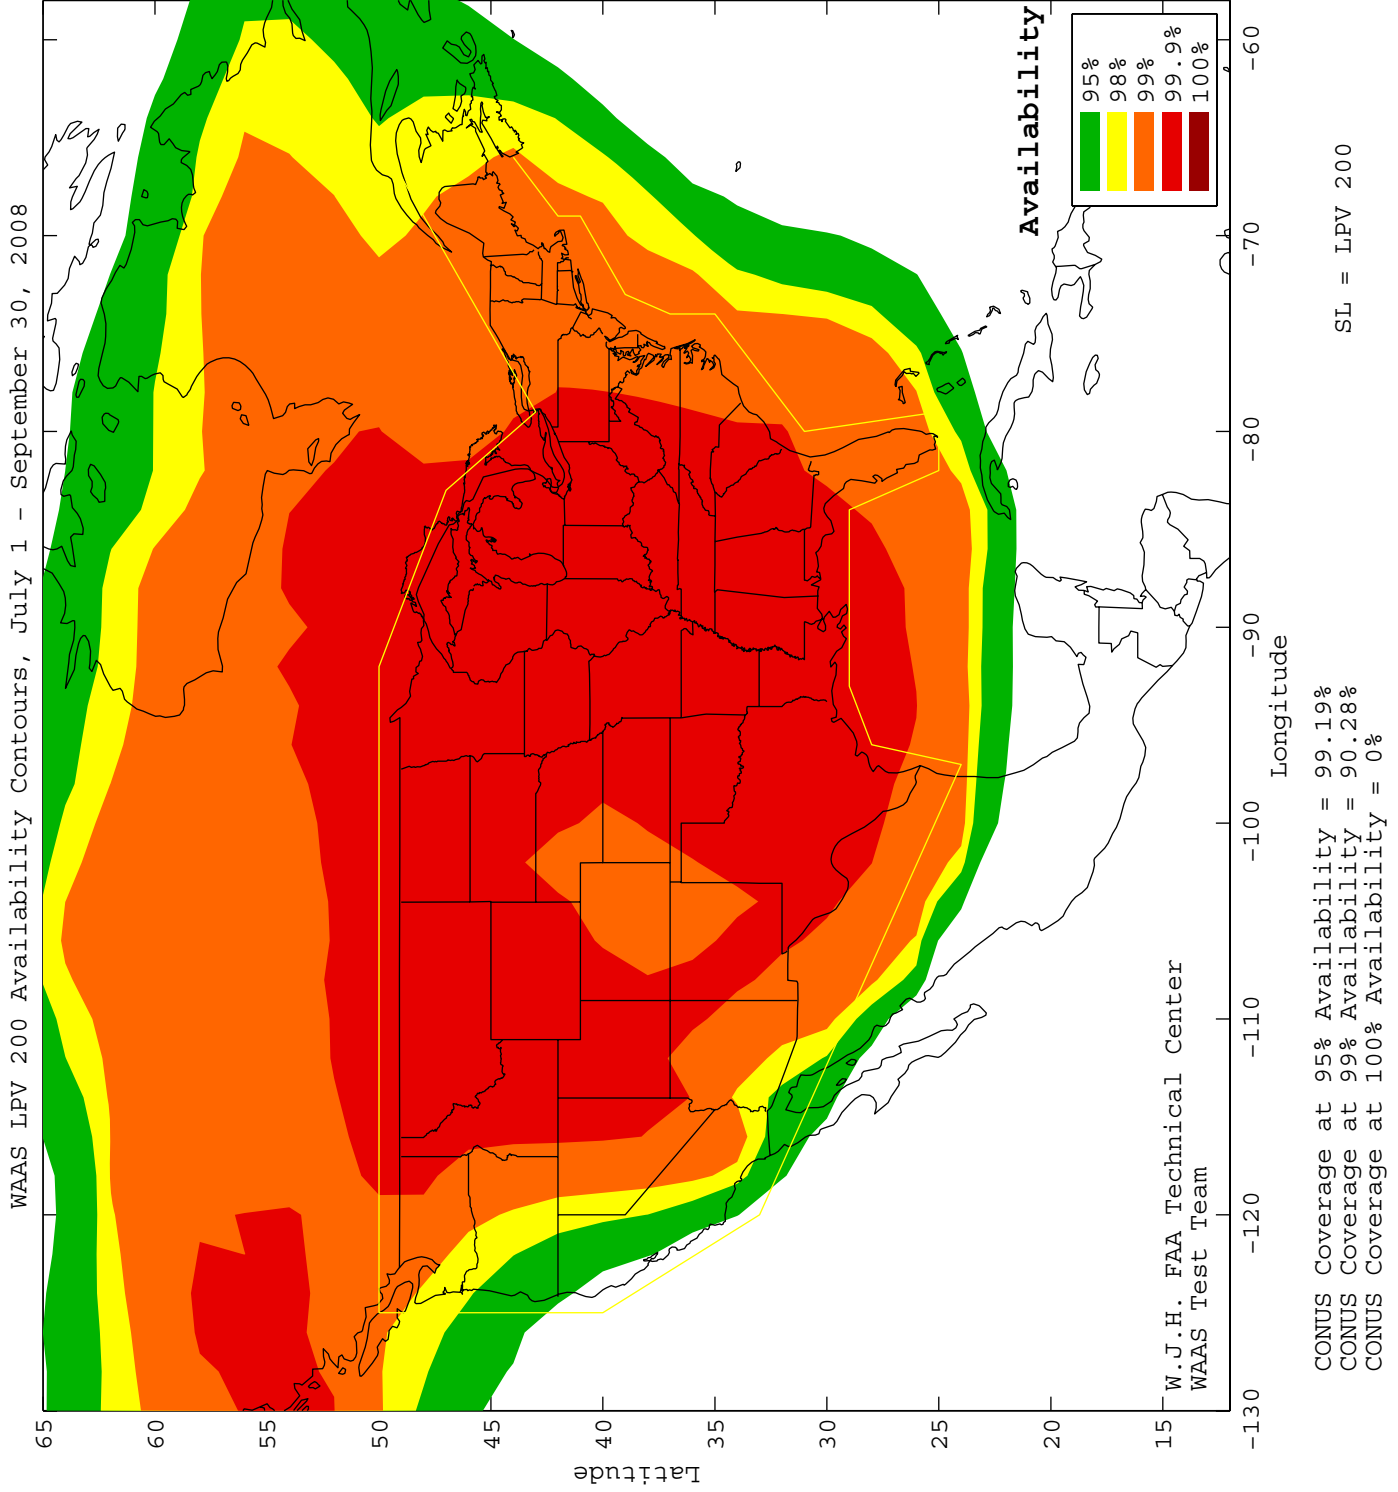 WAAS LPV 200 Availability Contours, July 1 - September 30, 2008
65
60
55
50
45
40
35
30
25
20
15
Latitude
-130
-120
-110
-100
-90
-80
-70
-60
Longitude
Availability
95%
98%
99%
99.9%
100%
W.J.H. FAA Technical Center
WAAS Test Team
CONUS Coverage at 95% Availability = 99.19%
CONUS Coverage at 99% Availability = 90.28%
CONUS Coverage at 100% Availability = 0%
SL = LPV 200